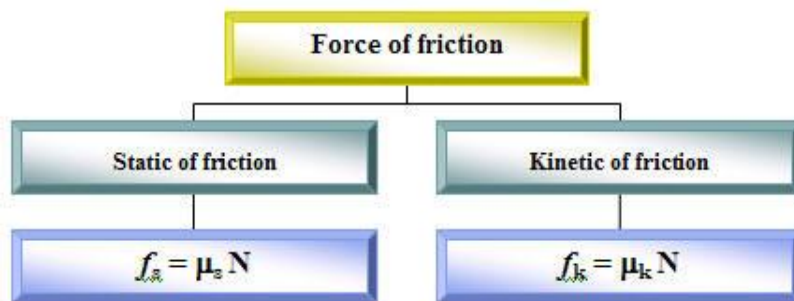 Force of friction
Static of friction
Kinetic of friction
fₛ = μₛ N
fₖ = μₖ N